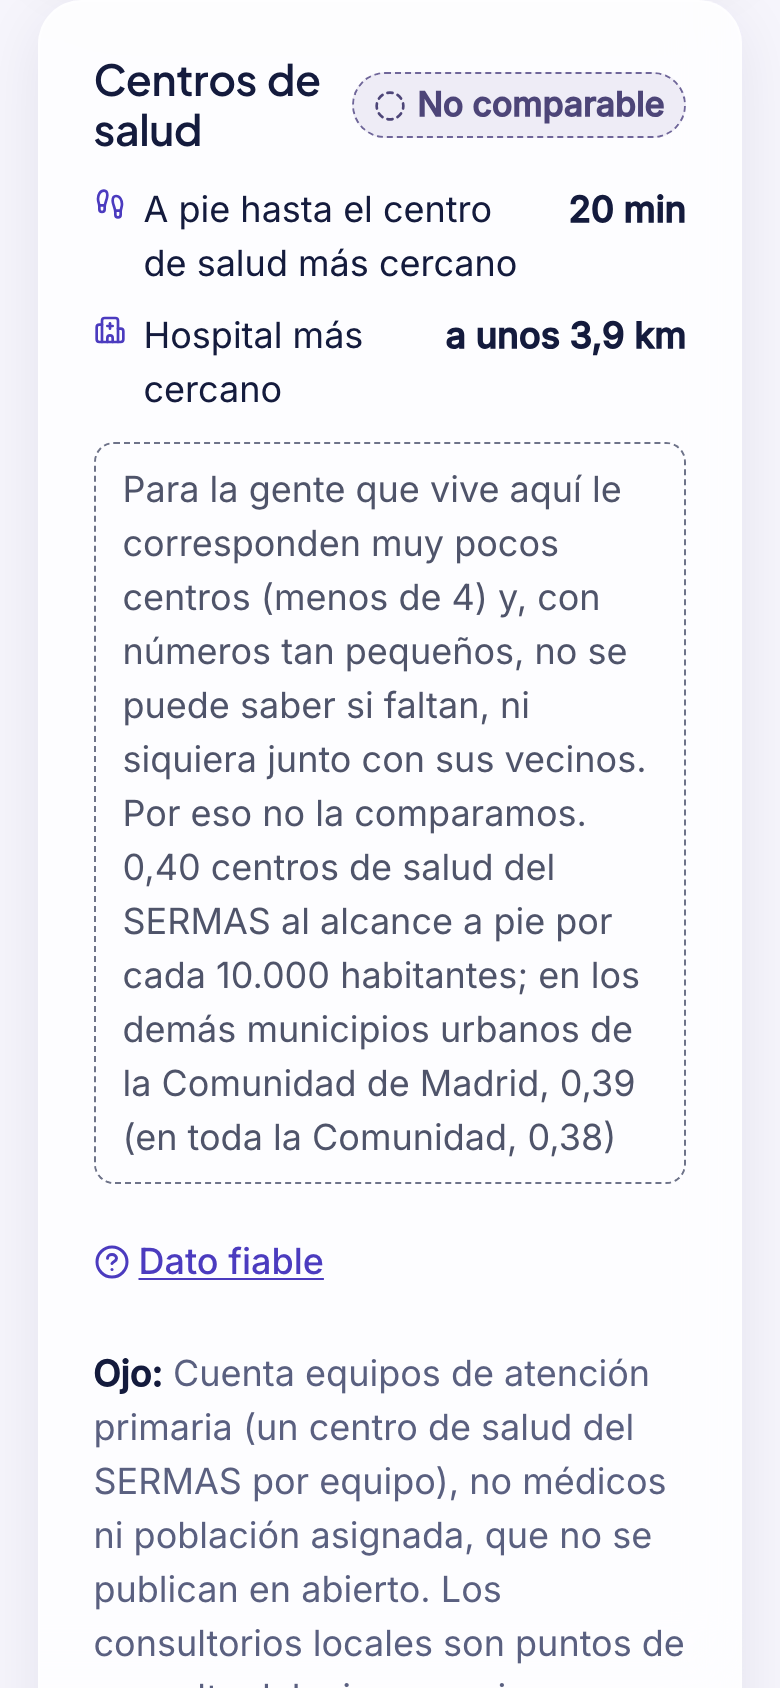 Centros de
salud
No comparable
A pie hasta el centro
de salud más cercano
20 min
Hospital más
cercano
a unos 3,9 km
Para la gente que vive aquí le
corresponden muy pocos
centros (menos de 4) y, con
números tan pequeños, no se
puede saber si faltan, ni
siquiera junto con sus vecinos.
Por eso no la comparamos.
0,40 centros de salud del
SERMAS al alcance a pie por
cada 10.000 habitantes; en los
demás municipios urbanos de
la Comunidad de Madrid, 0,39
(en toda la Comunidad, 0,38)
Dato fiable
Ojo: Cuenta equipos de atención
primaria (un centro de salud del
SERMAS por equipo), no médicos
ni población asignada, que no se
publican en abierto. Los
consultorios locales son puntos de